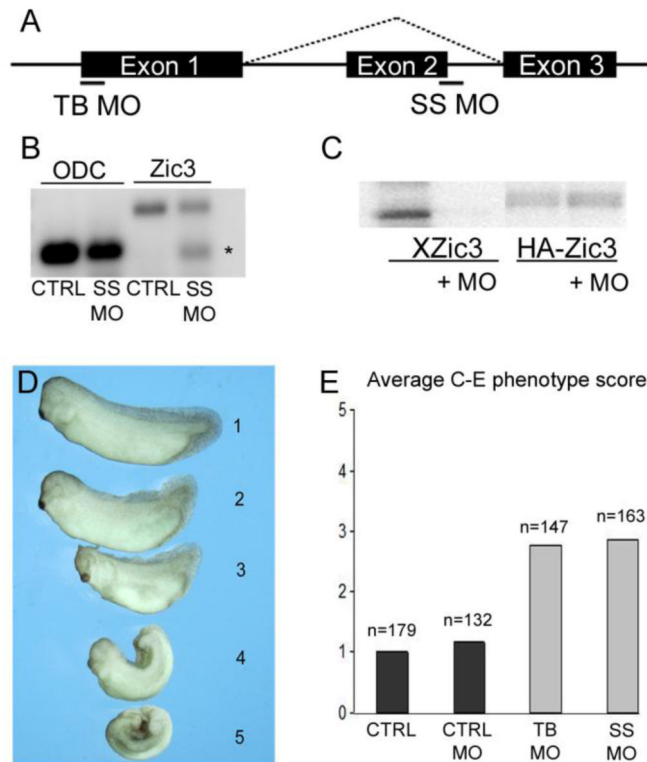 A
Exon 1 Exon 2 Exon 3
TB MO SS MO
B
ODC Zic3
*
CTRL SS MO CTRL SS MO
C
XZic3 HA-Zic3
+ MO + MO
D
1
2
3
4
5
E
Average C-E phenotype score
5
4
3
2
1
0
n=179 n=132 n=147 n=163
CTRL CTRL MO TB MO SS MO